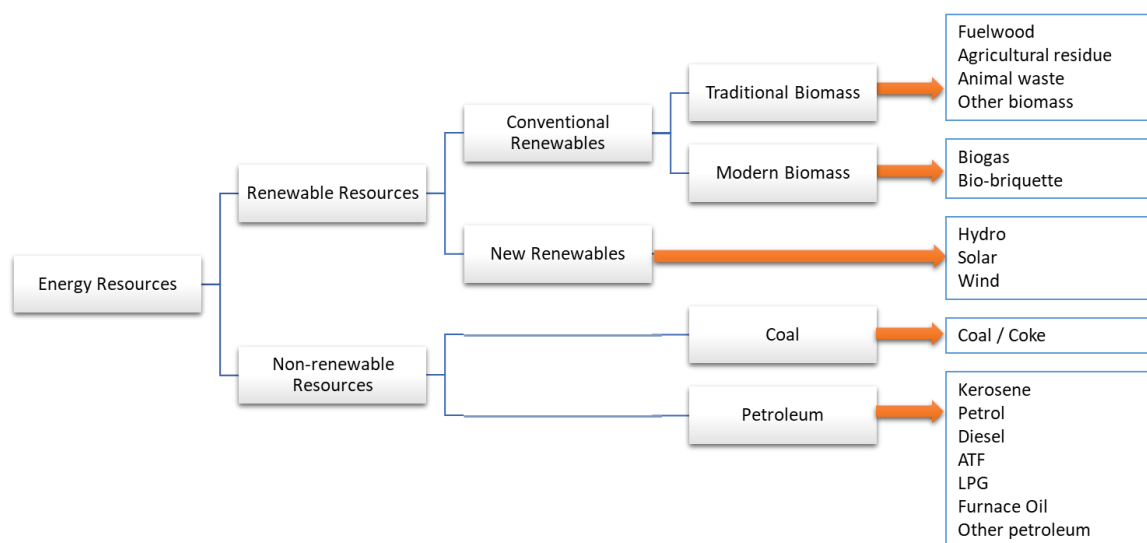 Energy Resources
Renewable Resources
Non-renewable
Resources
Conventional
Renewables
New Renewables
Traditional Biomass
Modern Biomass
Coal
Petroleum
Fuelwood
Agricultural residue
Animal waste
Other biomass
Biogas
Bio-briquette
Hydro
Solar
Wind
Coal / Coke
Kerosene
Petrol
Diesel
ATF
LPG
Furnace Oil
Other petroleum